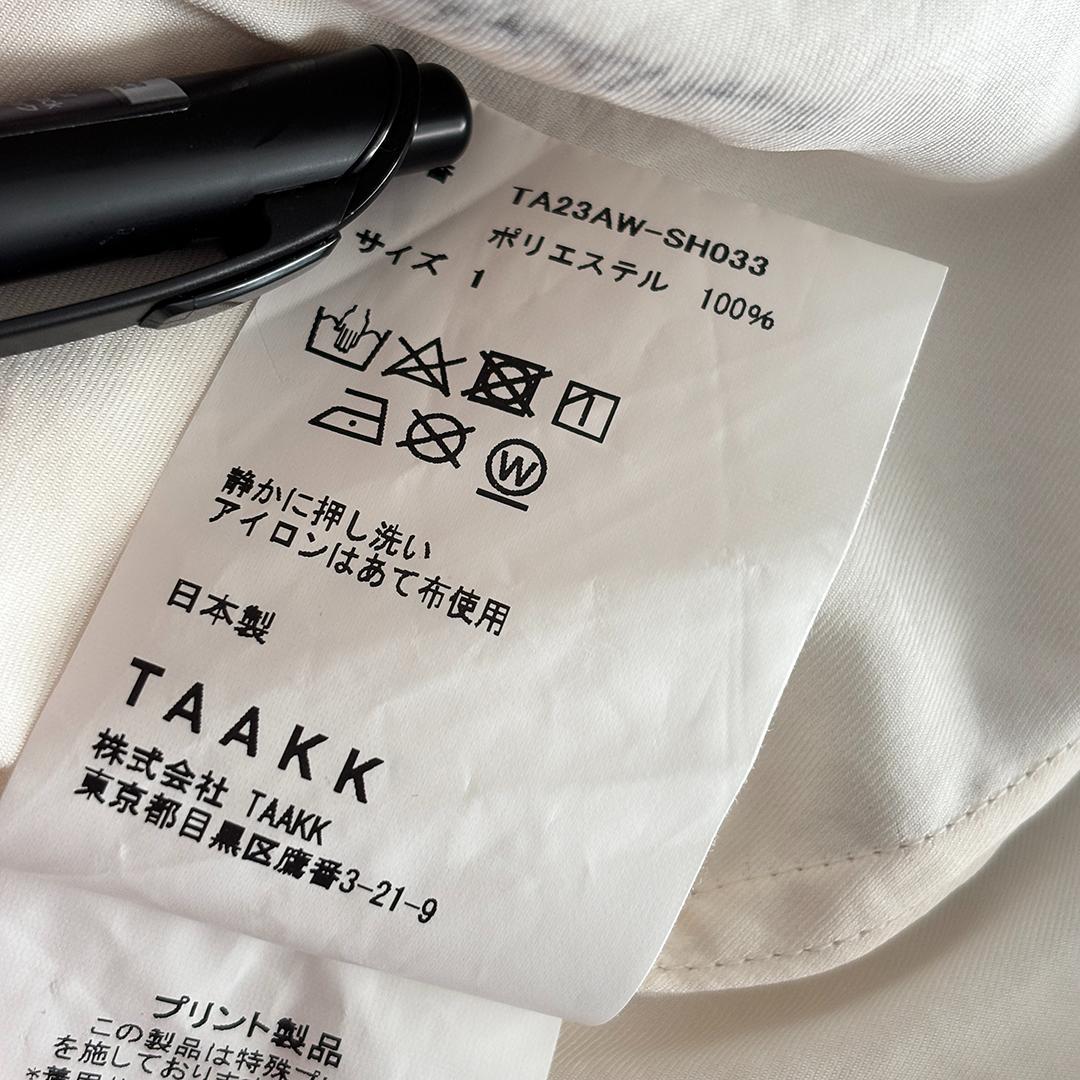 TA23AW-SH033
ポリエステル 100%
サイズ 1
W
静かに押し洗い
アイロンはあて布使用
日本製
TAAKK
株式会社 TAAKK
東京都目黒区鷹番3-21-9
プリント製品
この製品は特殊プ
を施しており